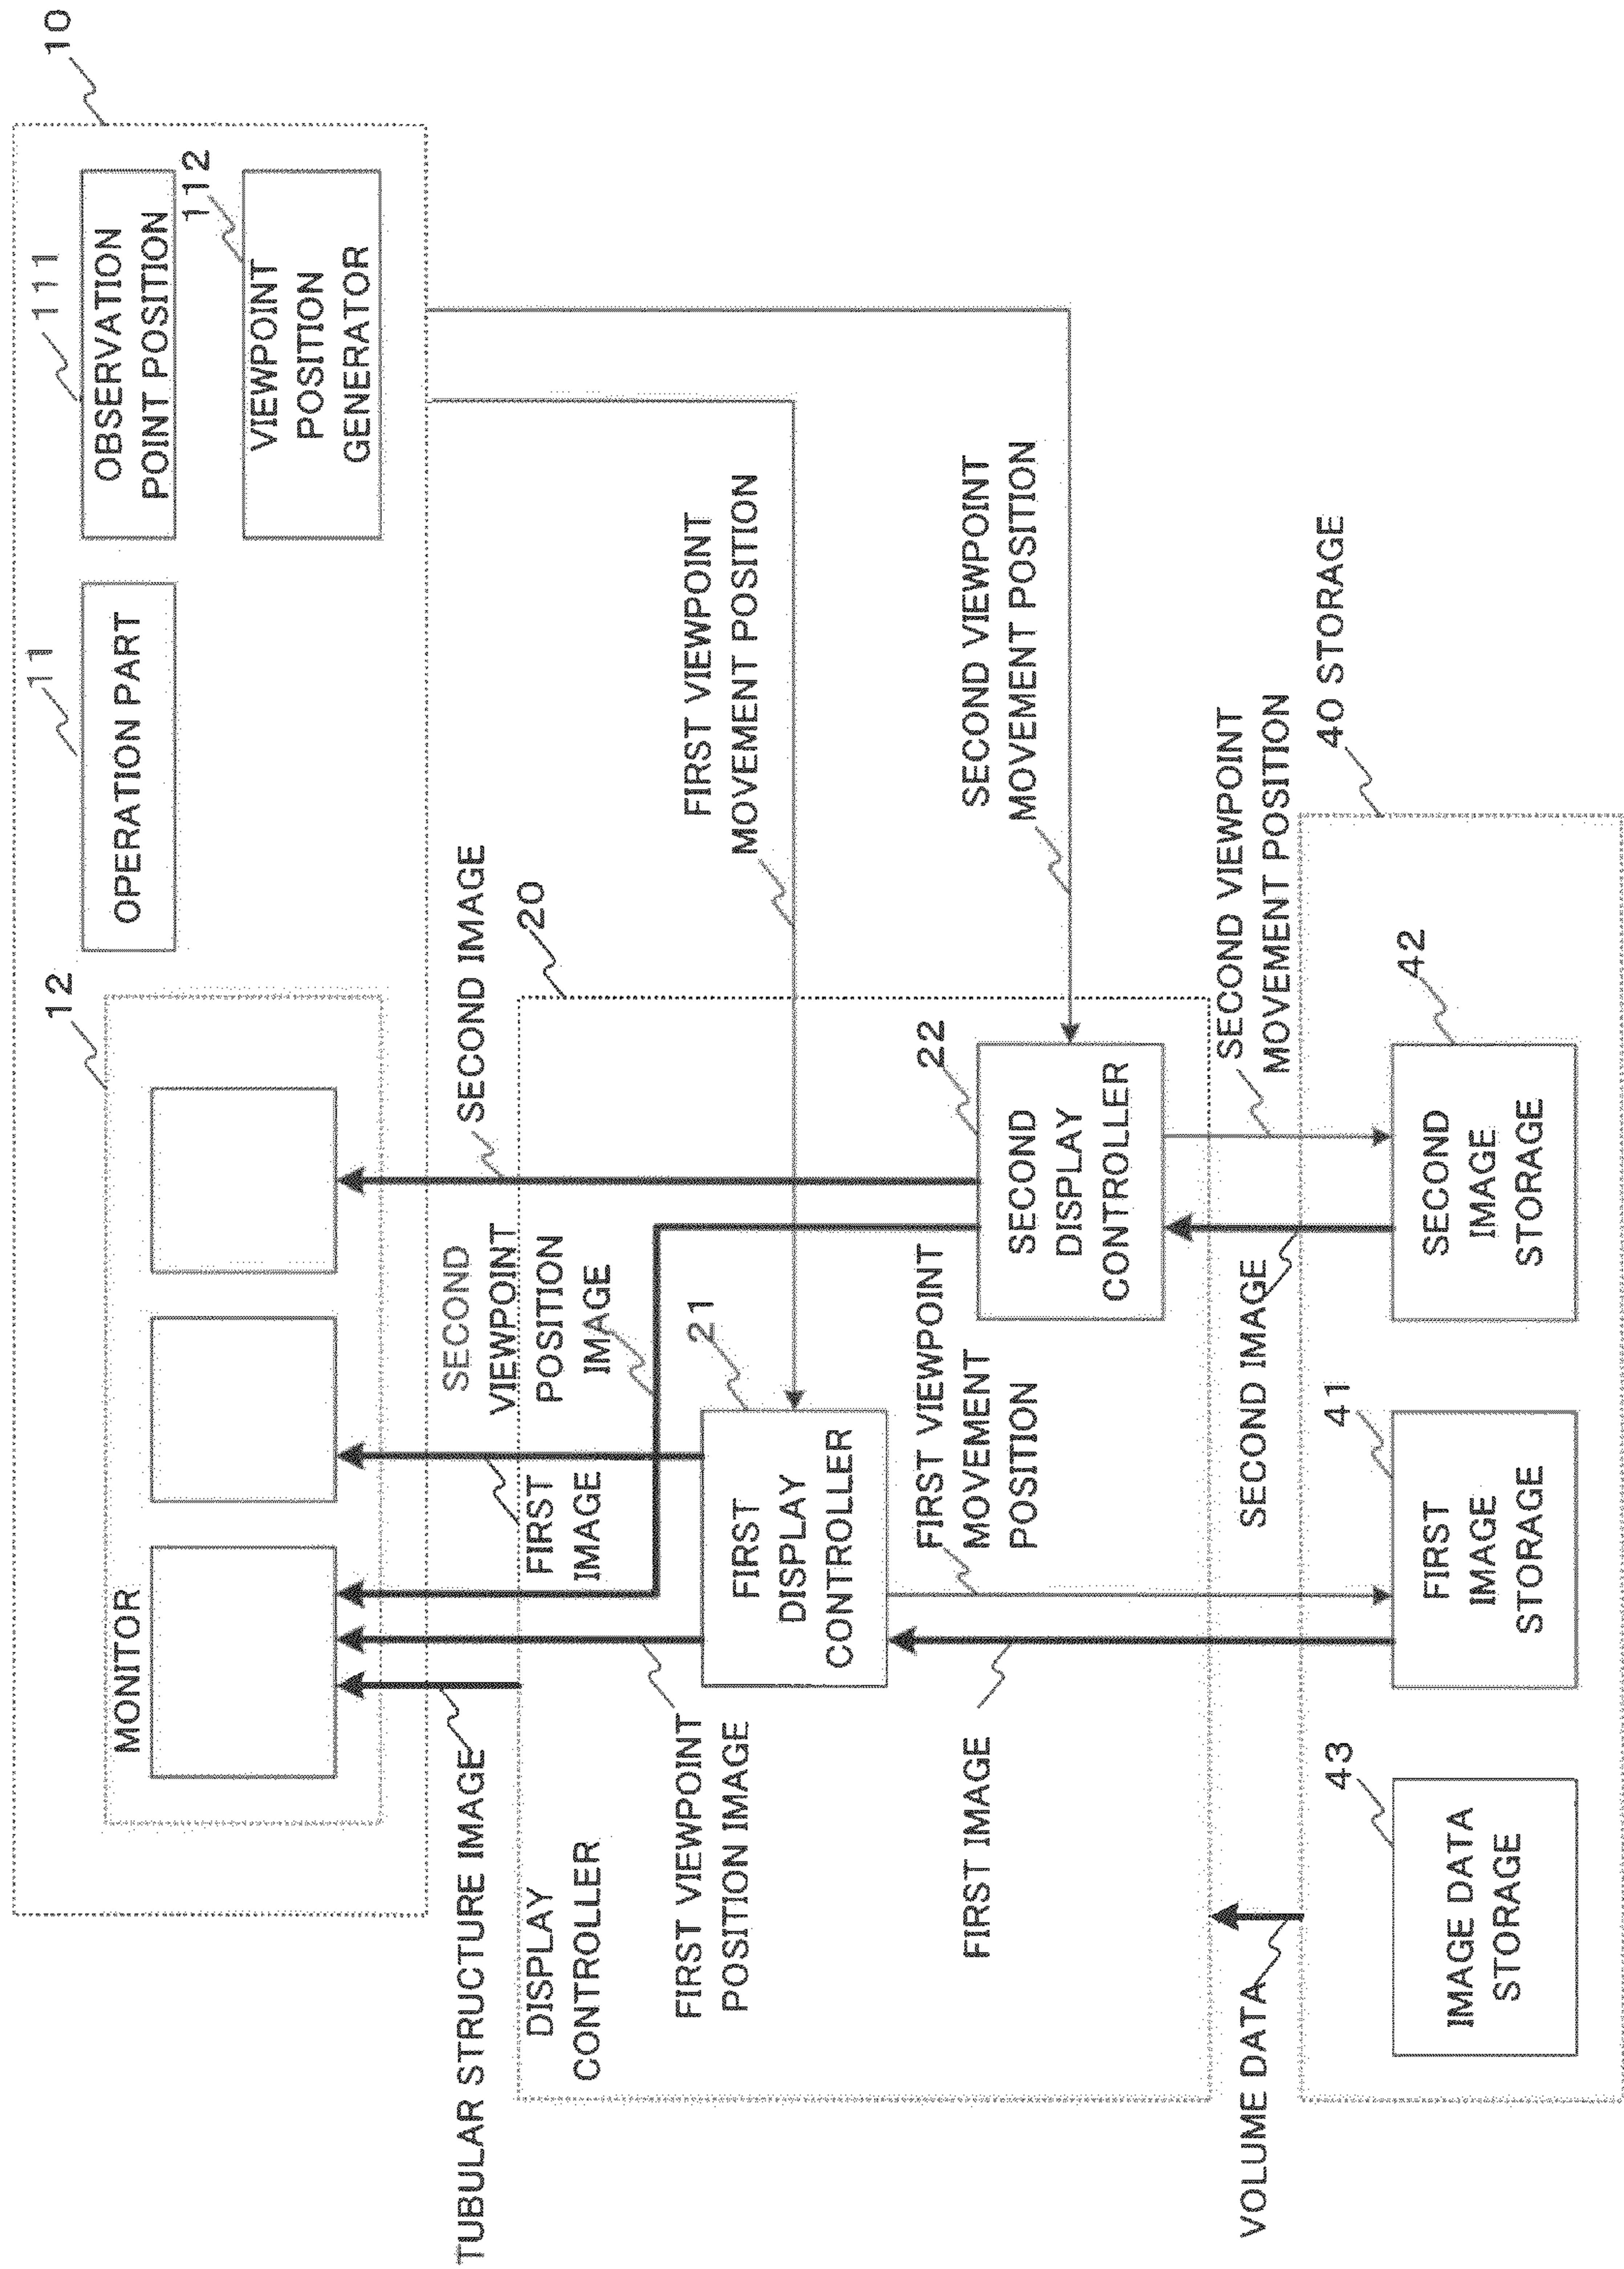 10
111
OBSERVATION
POINT POSITION
112
VIEWPOINT
POSITION
GENERATOR
11
OPERATION PART
12
MONITOR
TUBULAR STRUCTURE IMAGE
SECOND
VIEWPOINT
POSITION
IMAGE
SECOND IMAGE
FIRST
IMAGE
20
DISPLAY
CONTROLLER
FIRST VIEWPOINT
POSITION IMAGE
21
FIRST
DISPLAY
CONTROLLER
FIRST VIEWPOINT
MOVEMENT POSITION
22
SECOND
DISPLAY
CONTROLLER
SECOND VIEWPOINT
MOVEMENT POSITION
FIRST IMAGE
FIRST VIEWPOINT
MOVEMENT
POSITION
VOLUME DATA
SECOND IMAGE
SECOND VIEWPOINT
MOVEMENT POSITION
40 STORAGE
43
IMAGE DATA
STORAGE
41
FIRST
IMAGE
STORAGE
42
SECOND
IMAGE
STORAGE